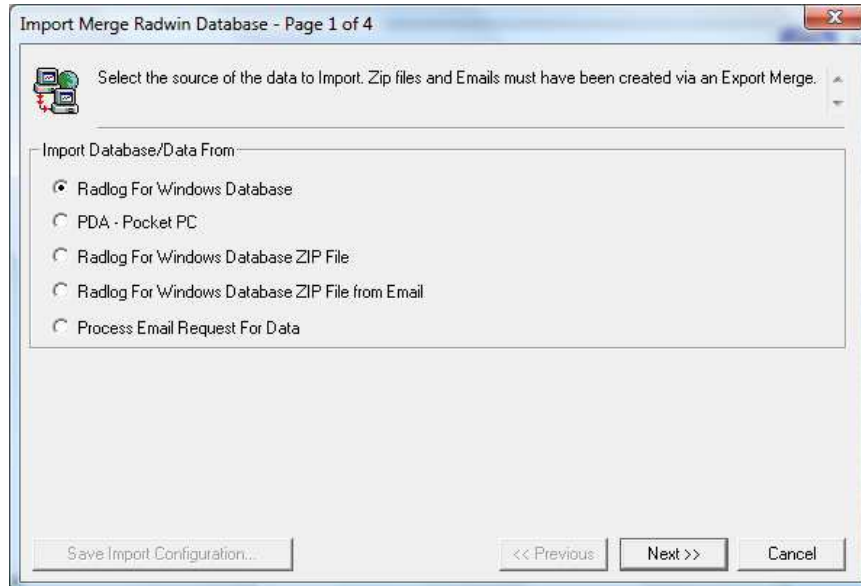 Import Merge Radwin Database - Page 1 of 4
Select the source of the data to Import. Zip files and Emails must have been created via an Export Merge.
Import Database/Data From
Radlog For Windows Database
PDA - Pocket PC
Radlog For Windows Database ZIP File
Radlog For Windows Database ZIP File from Email
Process Email Request For Data
Save Import Configuration...
<< Previous
Next >>
Cancel